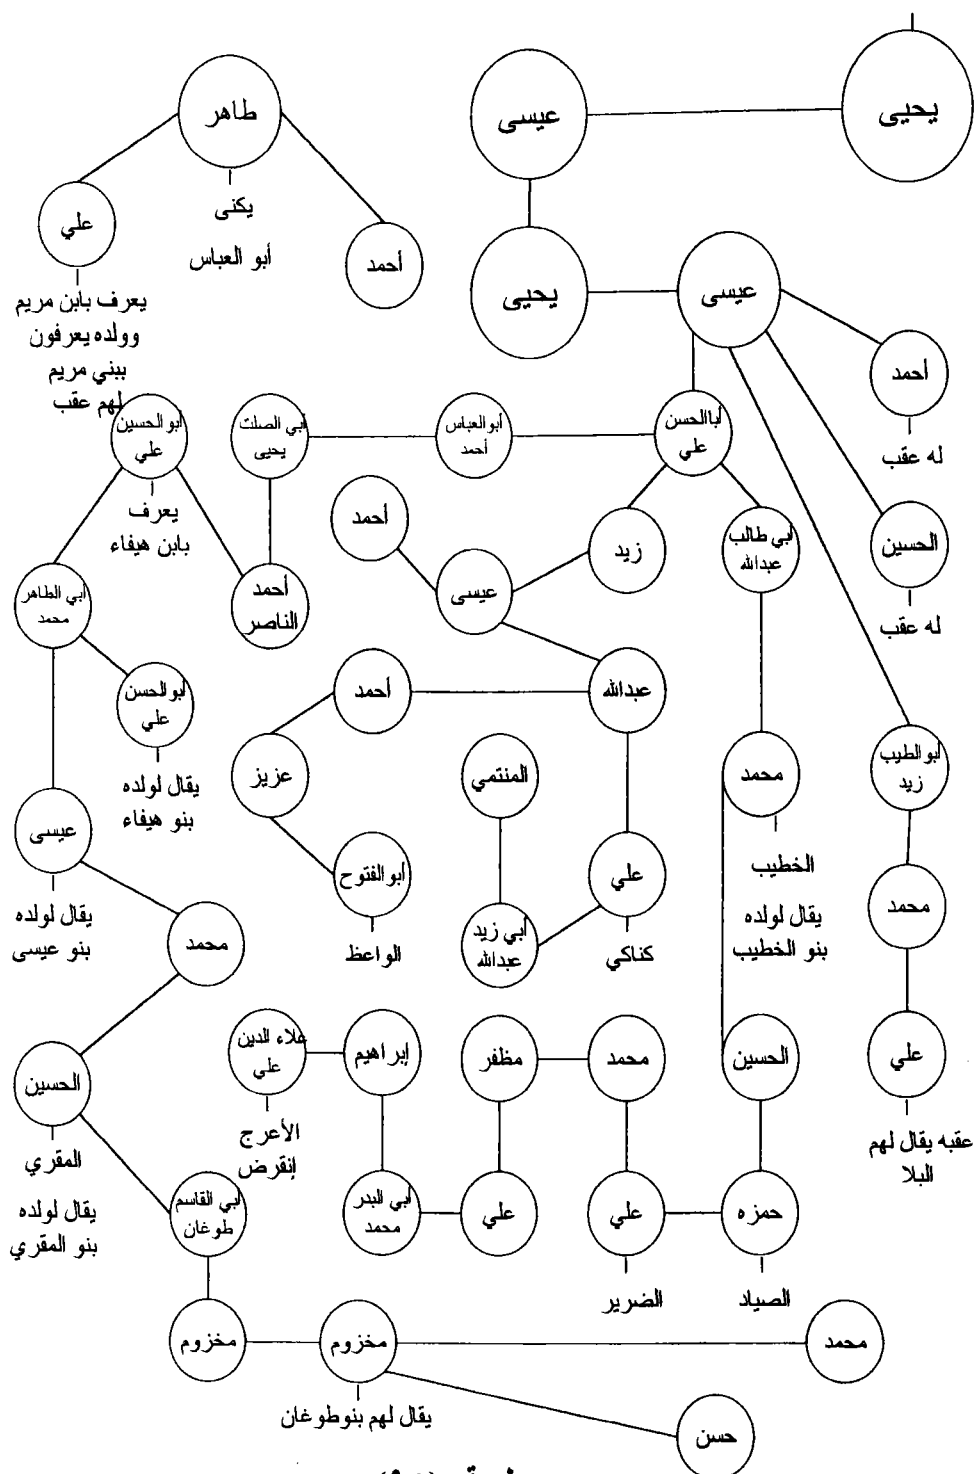 يحيى
عيسى
طاهر
يكنى
أبو العباس
علي
أحمد
يعرف بابن مريم
وولده يعرفون
ببني مريم
لهم عقب
يحيى
عيسى
أحمد
له عقب
الحسين
له عقب
أباالحسن
علي
أبو العباس
أحمد
أبي الصلت
يحيى
أبو الحسين
علي
يعرف
بابن هيفاء
أحمد
زيد
أبي طالب
عبدالله
عيسى
أحمد
الناصر
أبي الطاهر
محمد
أبو الحسن
علي
يقال لولده
بنو هيفاء
عبدالله
أحمد
عزيز
المنتمي
محمد
الخطيب
يقال لولده
بنو الخطيب
أبو الطيب
زيد
عيسى
يقال لولده
بنو عيسى
أبو الفتوح
الواعظ
علي
كناكي
أبي زيد
عبدالله
محمد
محمد
الحسين
المقري
يقال لولده
بنو المقري
علاء الدين
علي
الأعرج
إنقرض
إبراهيم
مظفر
محمد
الحسين
علي
عقبه يقال لهم
البلا
أبي القاسم
طوغان
أبي البدر
محمد
علي
علي
الضرير
حمزه
الصياد
مخزوم
مخزوم
يقال لهم بنوطوغان
محمد
حسن